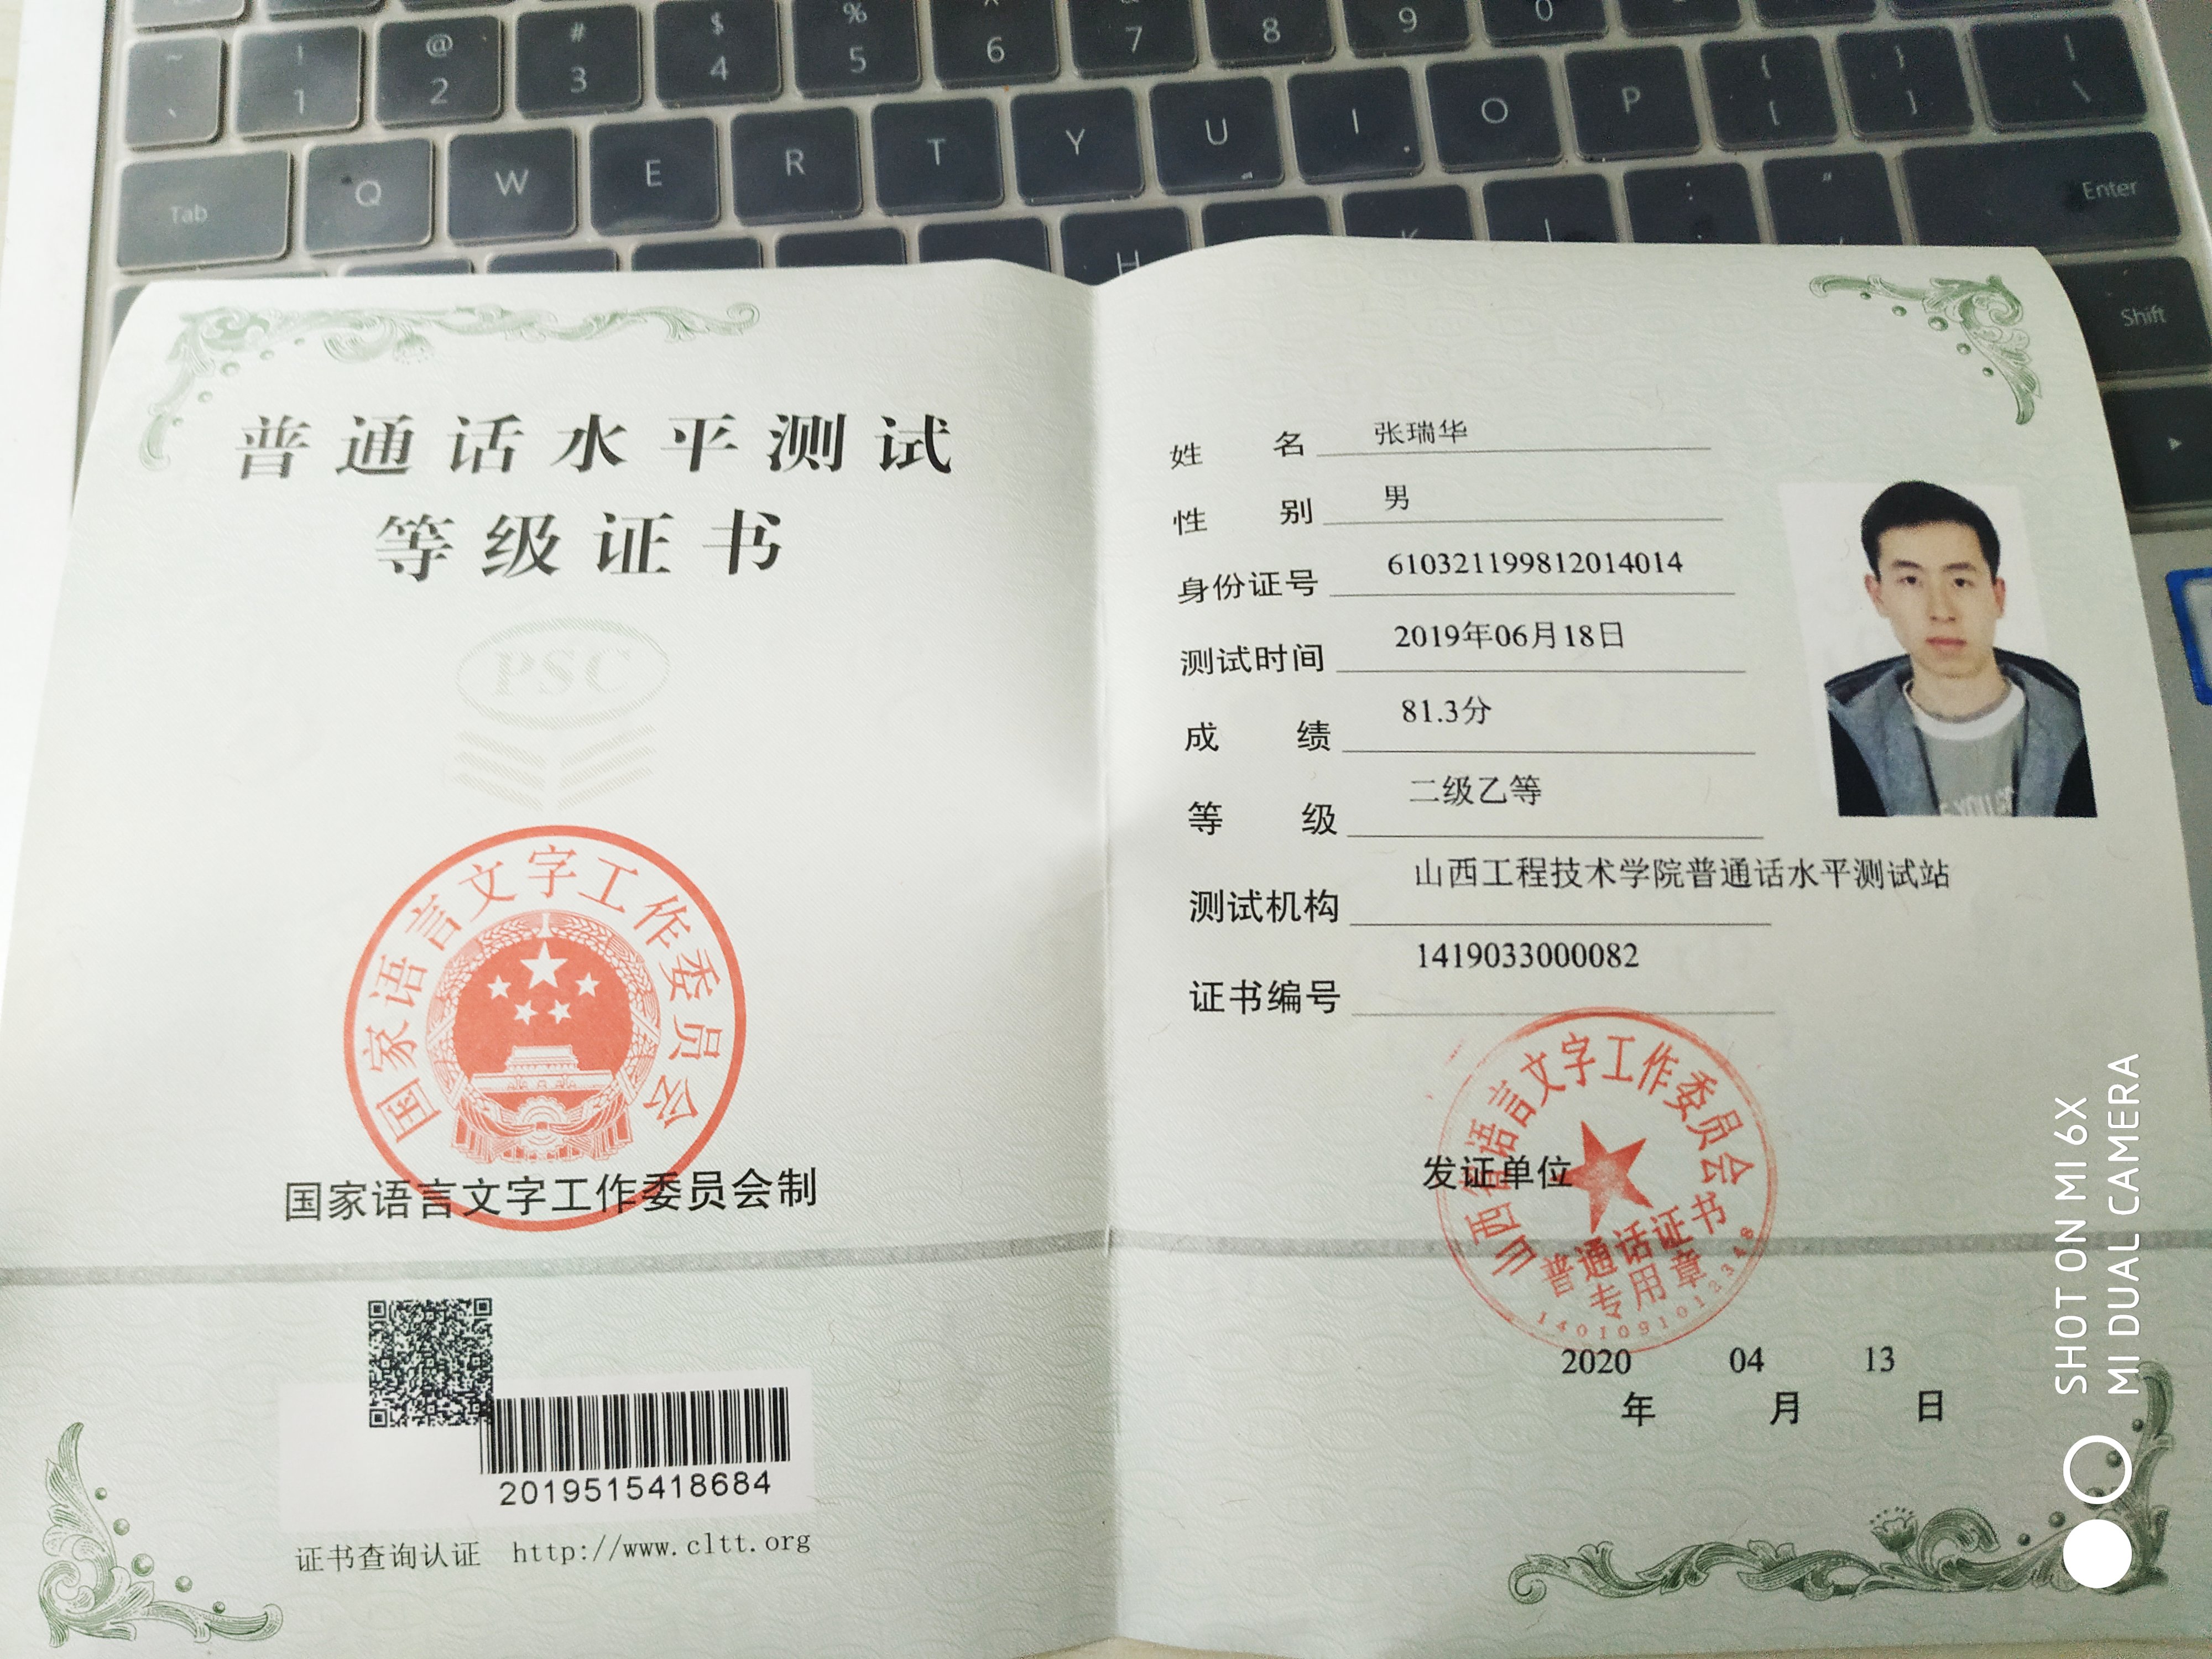 普通话水平测试
等级证书
PSC
国家语言文字工作委员会
国家语言文字工作委员会制
2019515418684
证书查询认证 http://www.cltt.org
姓 名 张瑞华
性 别 男
身份证号 610321199812014014
测试时间 2019年06月18日
成 绩 81.3分
等 级 二级乙等
测试机构 山西工程技术学院普通话水平测试站
证书编号 1419033000082
发证单位
山西省语言文字工作委员会
普通话证书
专用章
2020 年 04 月 13 日
SHOT ON MI 6X
MI DUAL CAMERA
Tab
Q
W
E
R
T
Y
U
I
O
P
~ `
! 1
@ 2
# 3
$ 4
% 5
6
7
8
9
0
H
Enter
Shift